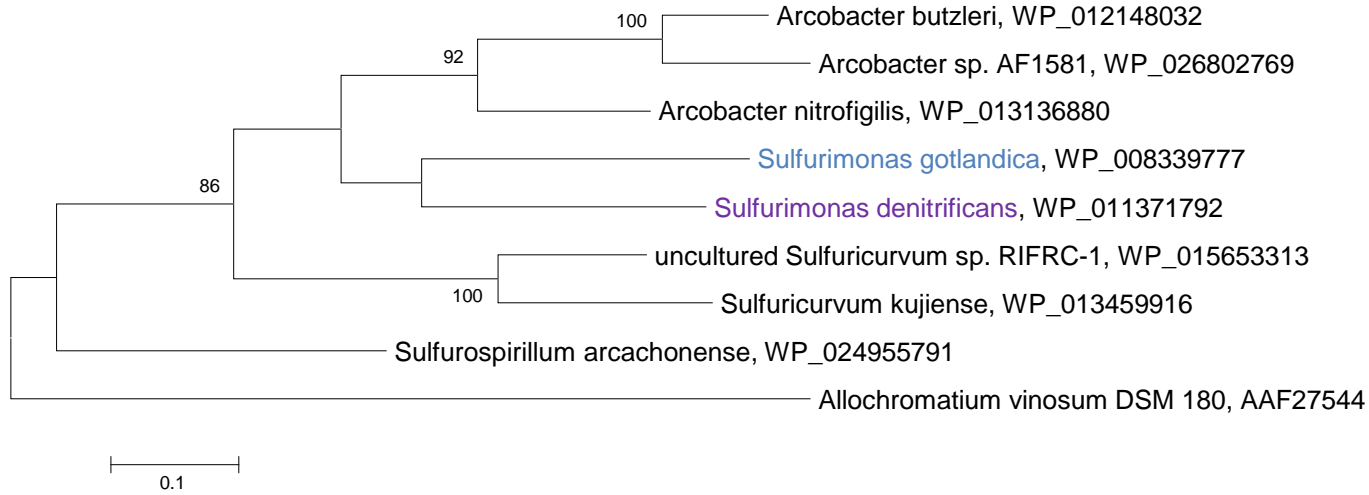 100
Arcobacter butzleri, WP_012148032
92
Arcobacter sp. AF1581, WP_026802769
Arcobacter nitrofigilis, WP_013136880
Sulfurimonas gotlandica, WP_008339777
86
Sulfurimonas denitrificans, WP_011371792
uncultured Sulfuricurvum sp. RIFRC-1, WP_015653313
100
Sulfuricurvum kujiense, WP_013459916
Sulfurospirillum arcachonense, WP_024955791
Allochromatium vinosum DSM 180, AAF27544
0.1